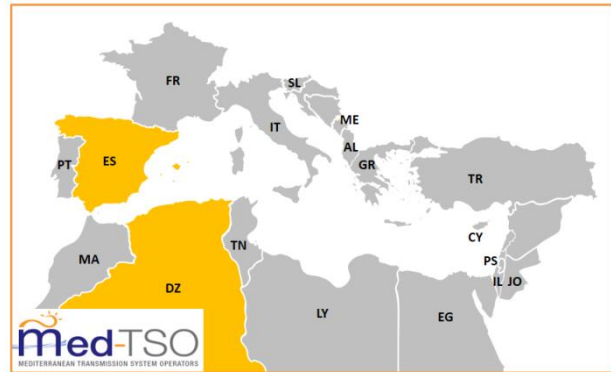 FR
SL
ME
IT
AL
PT
ES
GR
TR
CY
TN
PS
MA
IL
JO
DZ
LY
EG
Med-TSO
MEDITERRANEAN TRANSMISSION SYSTEM OPERATORS